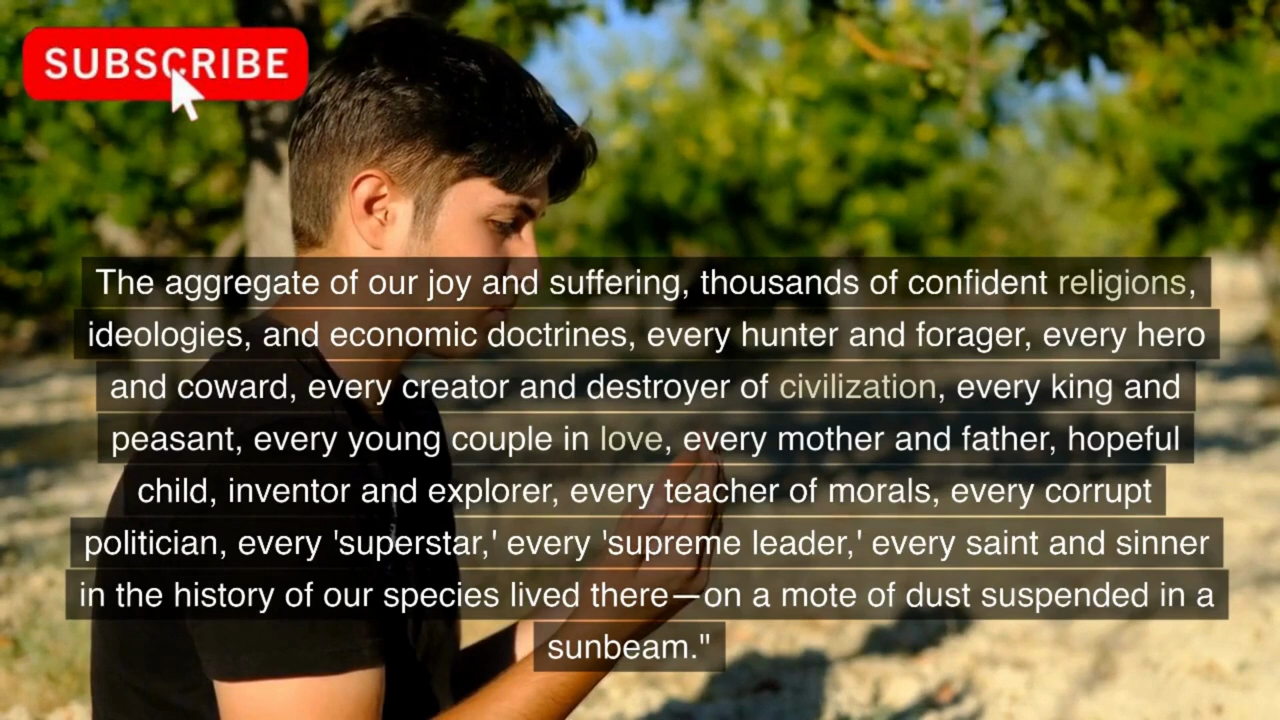 SUBSCRIBE
The aggregate of our joy and suffering, thousands of confident religions,
ideologies, and economic doctrines, every hunter and forager, every hero
and coward, every creator and destroyer of civilization, every king and
peasant, every young couple in love, every mother and father, hopeful
child, inventor and explorer, every teacher of morals, every corrupt
politician, every 'superstar,' every 'supreme leader,' every saint and sinner
in the history of our species lived there—on a mote of dust suspended in a
sunbeam."